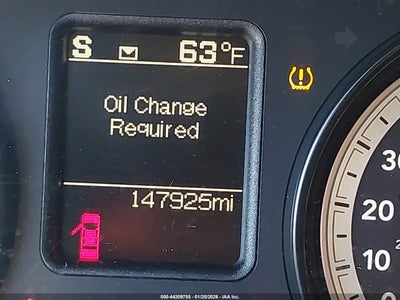 S 63°F
Oil Change
Required
147925mi
30
20
10
000-44209755 - 01/20/2026 - IAA Inc.